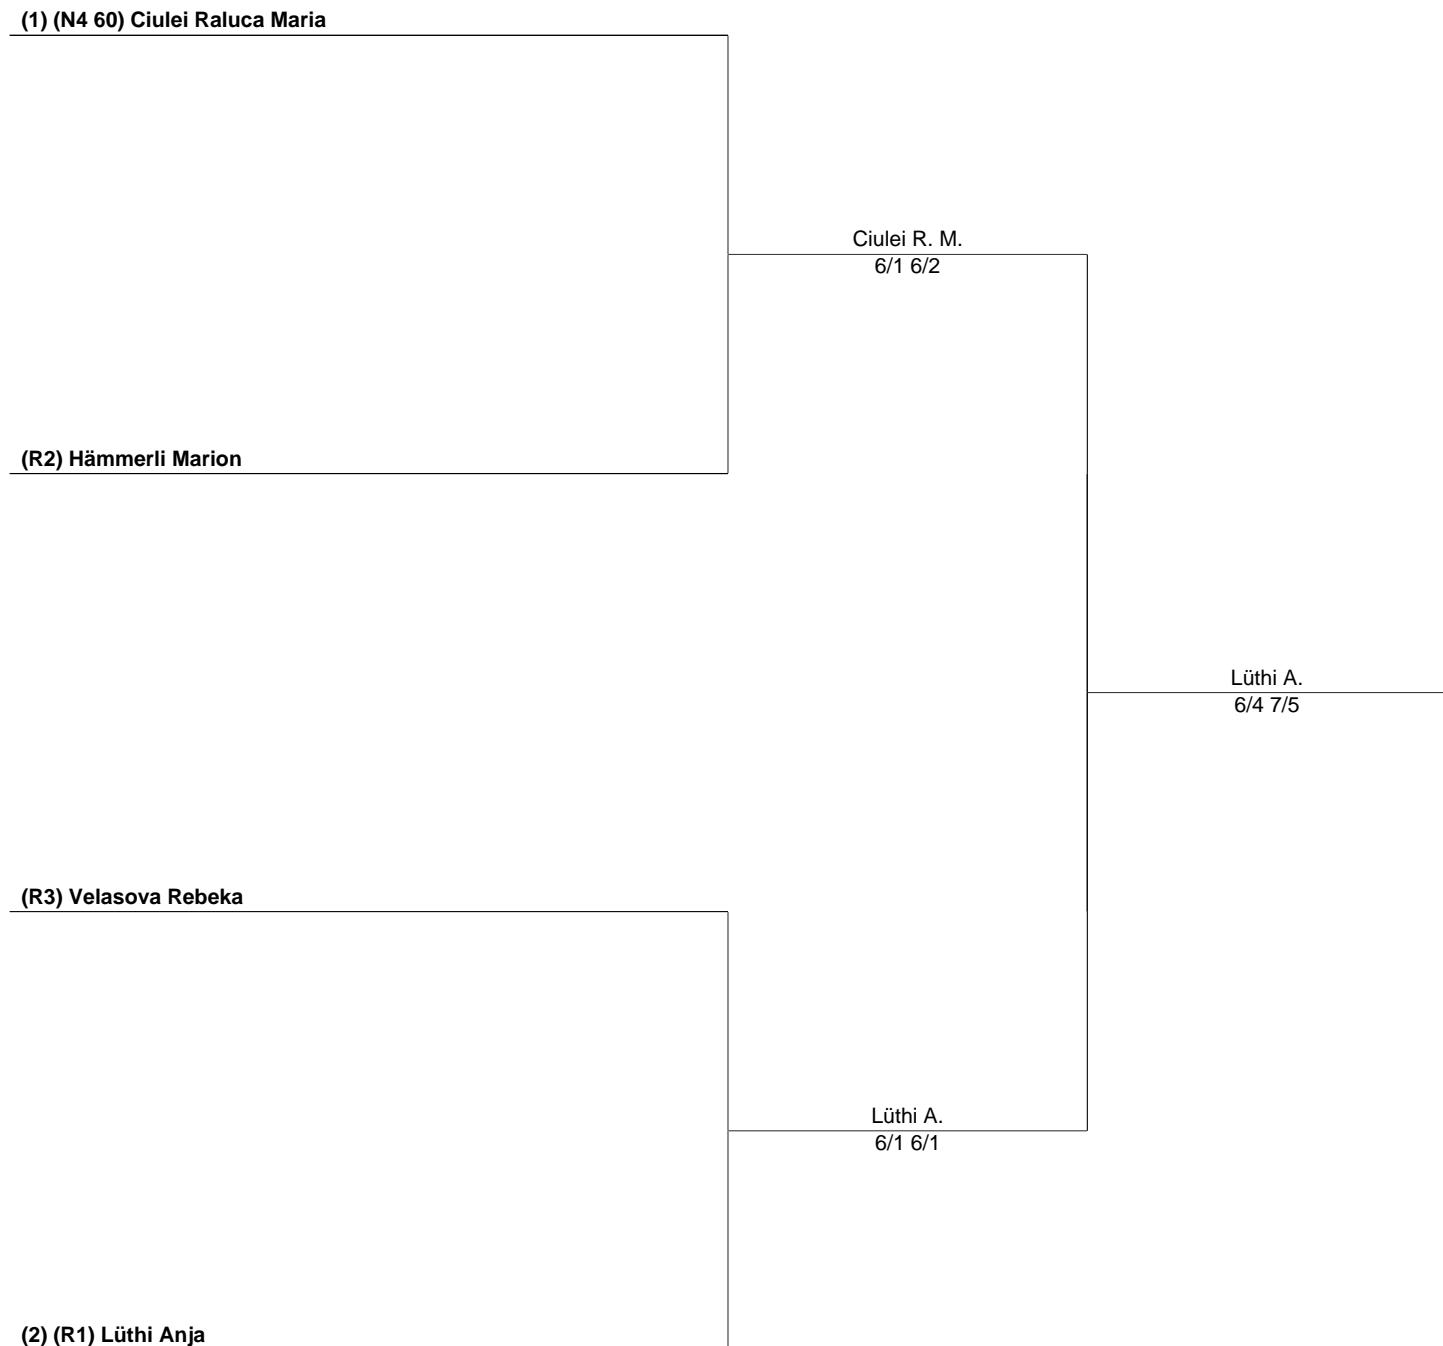 (1) (N4 60) Ciulei Raluca Maria
Ciulei R. M.
6/1 6/2
(R2) Hämmerli Marion
Lüthi A.
6/4 7/5
(R3) Velasova Rebeka
Lüthi A.
6/1 6/1
(2) (R1) Lüthi Anja